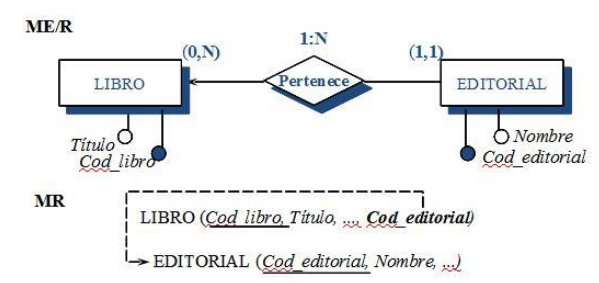 ME/R
1:N
(0,N) (1,1)
LIBRO Pertenece EDITORIAL
Título Nombre
Cod_libro Cod_editorial
MR
LIBRO (Cod_libro, Título, ..., Cod_editorial)
EDITORIAL (Cod_editorial, Nombre, ...)